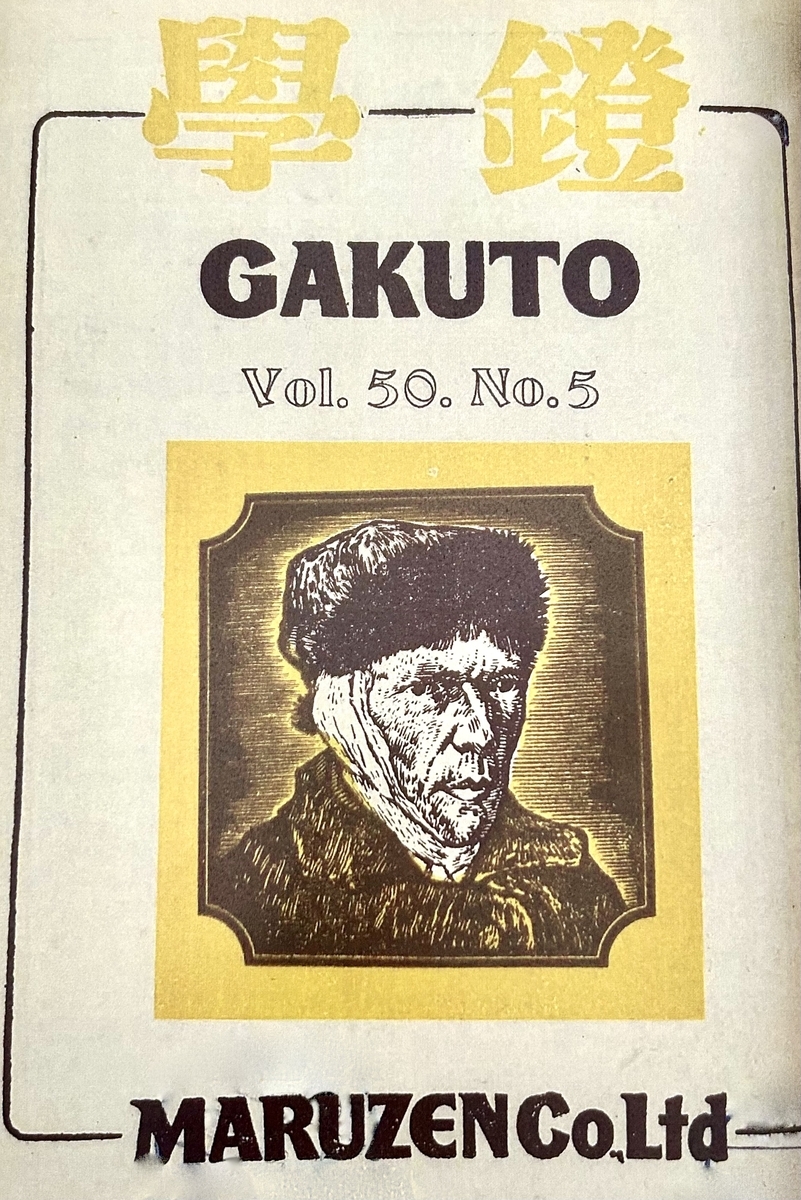 學鐙
GAKUTO
Vol. 50. No. 5
MARUZEN Co., Ltd